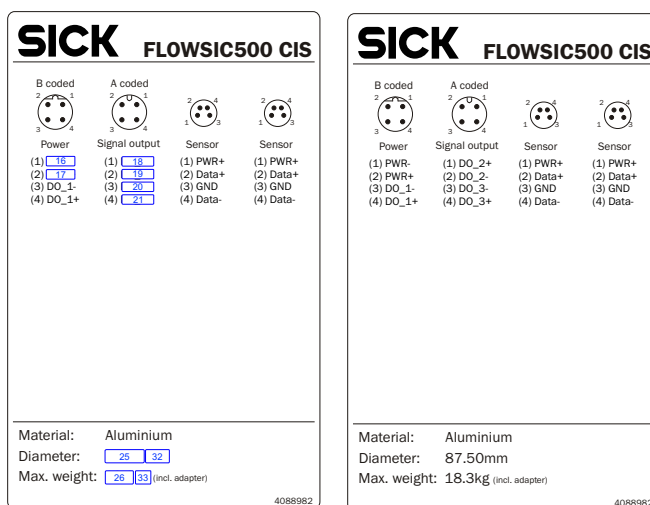 SICK FLOWSIC500 CIS
B coded A coded
2 1 2 1 2 4 2 4
3 4 3 4 1 3 1 3
Power Signal output Sensor Sensor
(1) 16 (1) 18 (1) PWR+ (1) PWR+
(2) 17 (2) 19 (2) Data+ (2) Data+
(3) DO_1- (3) 20 (3) GND (3) GND
(4) DO_1+ (4) 21 (4) Data- (4) Data-
Material: Aluminium
Diameter: 25 32
Max. weight: 26 33 (incl. adapter)
4088982
SICK FLOWSIC500 CIS
B coded A coded
2 1 2 1 2 4 2 4
3 4 3 4 1 3 1 3
Power Signal output Sensor Sensor
(1) PWR- (1) DO_2+ (1) PWR+ (1) PWR+
(2) PWR+ (2) DO_2- (2) Data+ (2) Data+
(3) DO_1- (3) DO_3- (3) GND (3) GND
(4) DO_1+ (4) DO_3+ (4) Data- (4) Data-
Material: Aluminium
Diameter: 87.50mm
Max. weight: 18.3kg (incl. adapter)
4088982